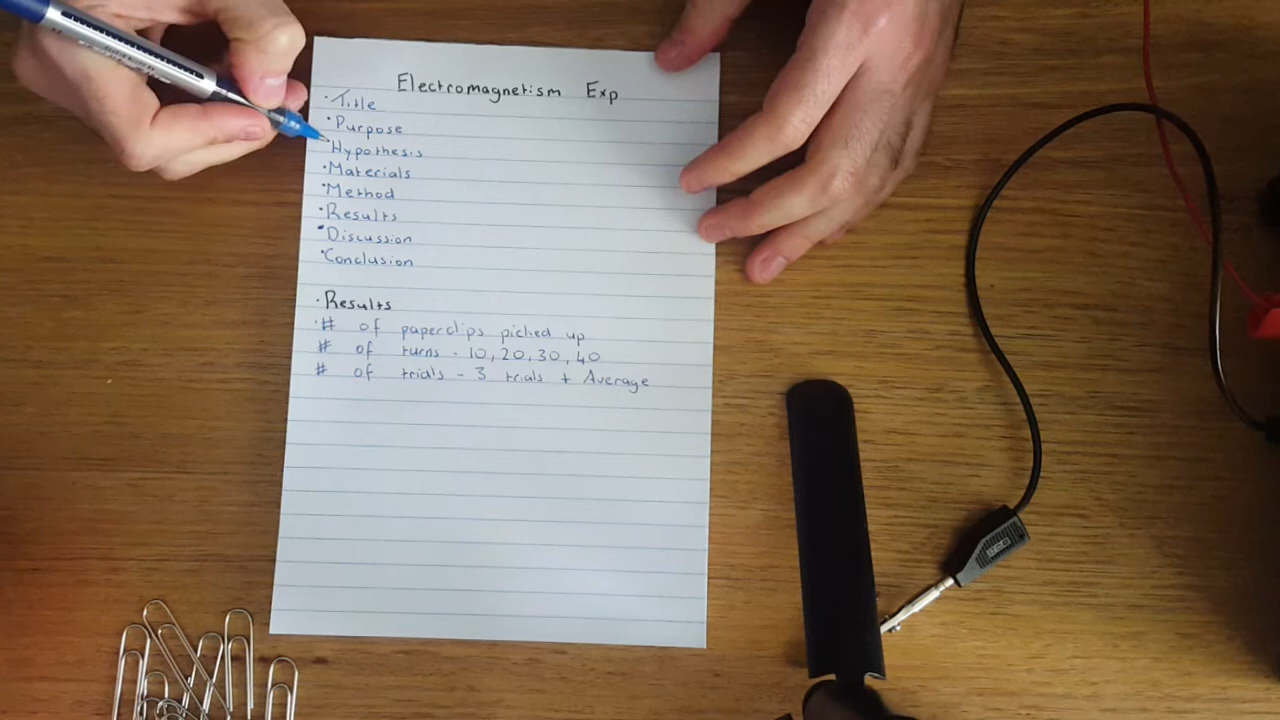 Electromagnetism Exp
· Title
· Purpose
· Hypothesis
· Materials
· Method
· Results
· Discussion
· Conclusion
· Results
· # of paperclips picked up
# of turns - 10, 20, 30, 40
# of trials - 3 trials + Average